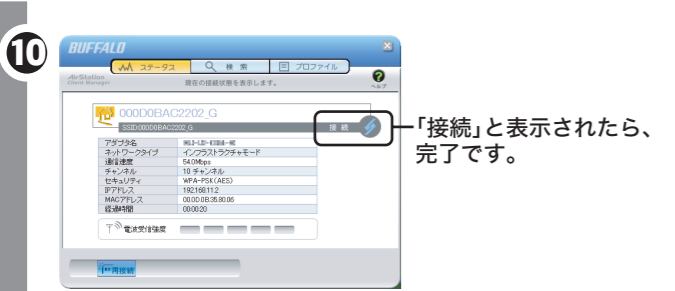 10
BUFFALO
ステータス
検 索
プロファイル
AirStation
Client Manager
現在の接続状態を表示します。
ヘルプ
000D0BAC2202_G
SSID:000D0BAC2202_G
接 続
「接続」と表示されたら、
完了です。
アダプタ名
ネットワークタイプ インフラストラクチャモード
通信速度 54.0Mbps
チャンネル 10 チャンネル
セキュリティ WPA-PSK(AES)
IPアドレス 192.168.11.2
MACアドレス 00:0D:0B:35:80:06
経過時間 00:00:20
電波受信強度
再接続